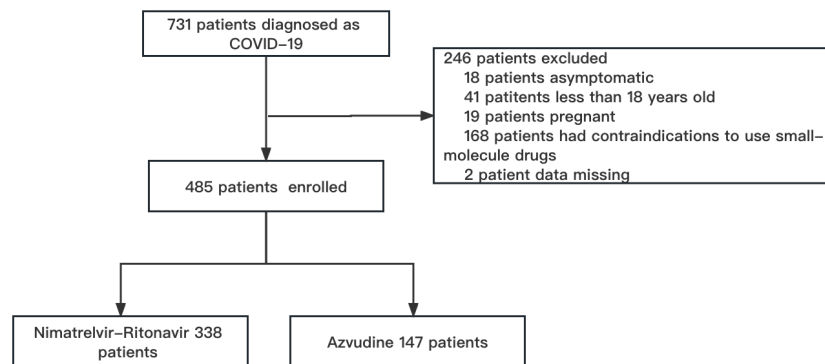 731 patients diagnosed as
COVID-19
246 patients excluded
18 patients asymptomatic
41 patitents less than 18 years old
19 patients pregnant
168 patients had contraindications to use small-
molecule drugs
2 patient data missing
485 patients enrolled
Nimatrelvir-Ritonavir 338
patients
Azvudine 147 patients